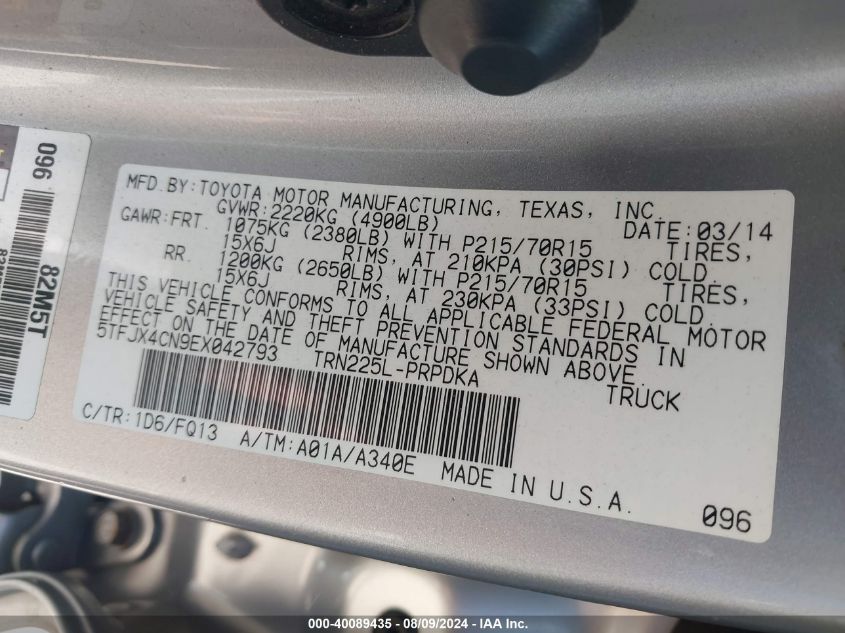 MFD. BY: TOYOTA MOTOR MANUFACTURING, TEXAS, INC.
GVWR: 2220KG (4900LB) DATE: 03/14
GAWR: FRT. 1075KG (2380LB) WITH P215/70R15 TIRES,
15X6J RIMS, AT 210KPA (30PSI) COLD
RR. 1200KG (2650LB) WITH P215/70R15 TIRES,
15X6J RIMS, AT 230KPA (33PSI) COLD
THIS VEHICLE CONFORMS TO ALL APPLICABLE FEDERAL MOTOR
VEHICLE SAFETY AND THEFT PREVENTION STANDARDS IN
EFFECT ON THE DATE OF MANUFACTURE SHOWN ABOVE.
5TFJX4CN9EX042793 TRN225L-PRPDKA TRUCK
C/TR: 1D6/FQ13 A/TM: A01A/A340E MADE IN U.S.A.
096
096
82M5T
000-40089435 - 08/09/2024 - IAA Inc.